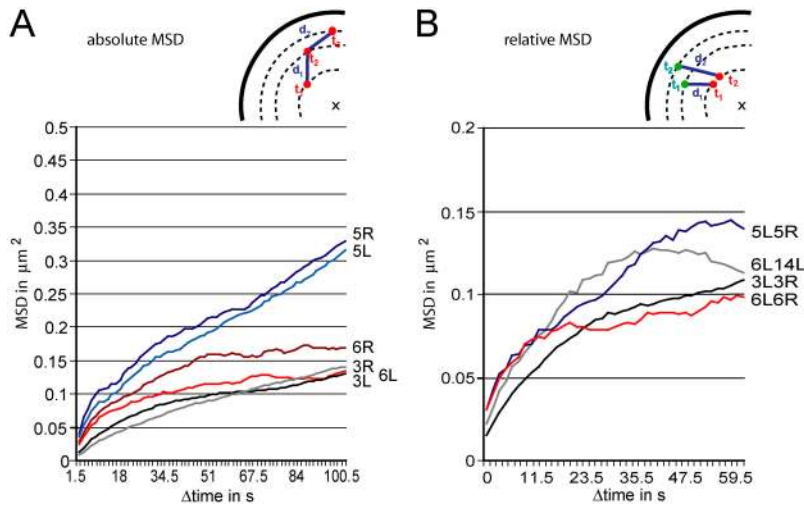 A
absolute MSD
d₂
t₃
t₂
d₁
t₁
x
0.5
0.45
0.4
0.35
0.3
0.25
0.2
0.15
0.1
0.05
0
MSD in μm²
5R
5L
6R
3R
3L 6L
1.5 18 34.5 51 67.5 84 100.5
Δtime in s
B
relative MSD
t₂
d₂
t₂
t₁
d₁
t₁
x
0.2
0.15
0.1
0.05
0
MSD in μm²
5L5R
6L14L
3L3R
6L6R
0 11.5 23.5 35.5 47.5 59.5
Δtime in s